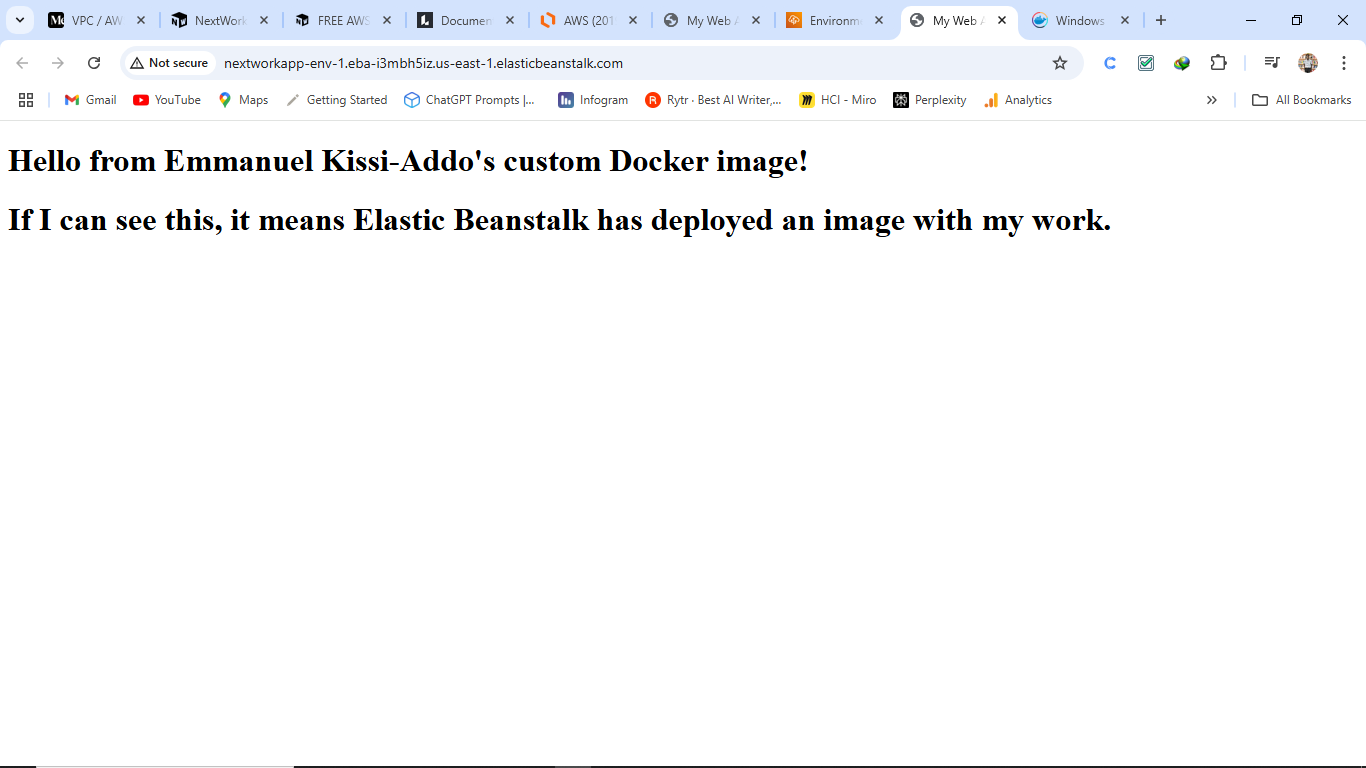 VPC / AW
NextWork
FREE AWS
Documen
AWS (201
My Web A
Environme
My Web A
Windows
Not secure
nextworkapp-env-1.eba-i3mbh5iz.us-east-1.elasticbeanstalk.com
Gmail
YouTube
Maps
Getting Started
ChatGPT Prompts |...
Infogram
Rytr · Best AI Writer,...
HCI - Miro
Perplexity
Analytics
All Bookmarks
Hello from Emmanuel Kissi-Addo's custom Docker image!
If I can see this, it means Elastic Beanstalk has deployed an image with my work.